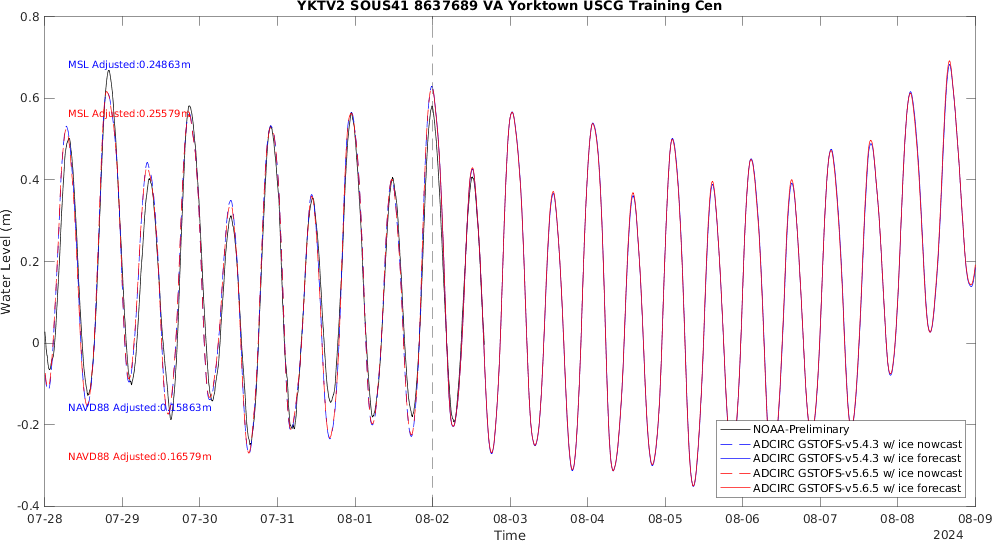 YKTV2 SOUS41 8637689 VA Yorktown USCG Training Cen
0.8
0.6
0.4
0.2
0
-0.2
-0.4
Water Level (m)
MSL Adjusted:0.24863m
MSL Adjusted:0.25579m
NAVD88 Adjusted:0.15863m
NAVD88 Adjusted:0.16579m
NOAA-Preliminary
ADCIRC GSTOFS-v5.4.3 w/ ice nowcast
ADCIRC GSTOFS-v5.4.3 w/ ice forecast
ADCIRC GSTOFS-v5.6.5 w/ ice nowcast
ADCIRC GSTOFS-v5.6.5 w/ ice forecast
07-28 07-29 07-30 07-31 08-01 08-02 08-03 08-04 08-05 08-06 08-07 08-08 08-09
Time
2024